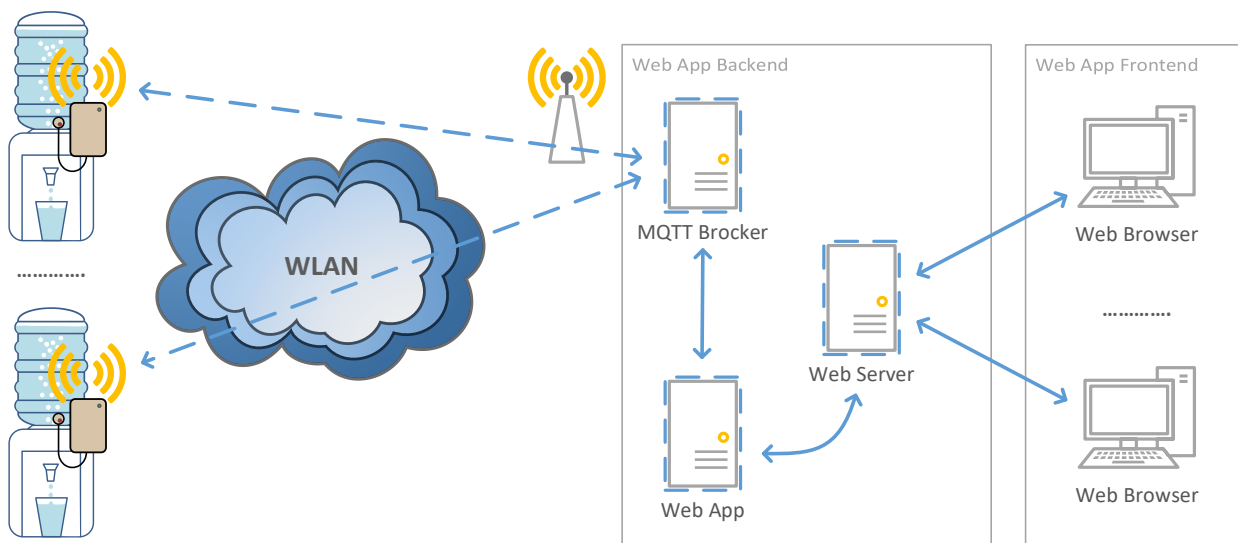 Web App Backend
Web App Frontend
MQTT Brocker
Web Browser
WLAN
.............
Web Server
.............
Web App
Web Browser